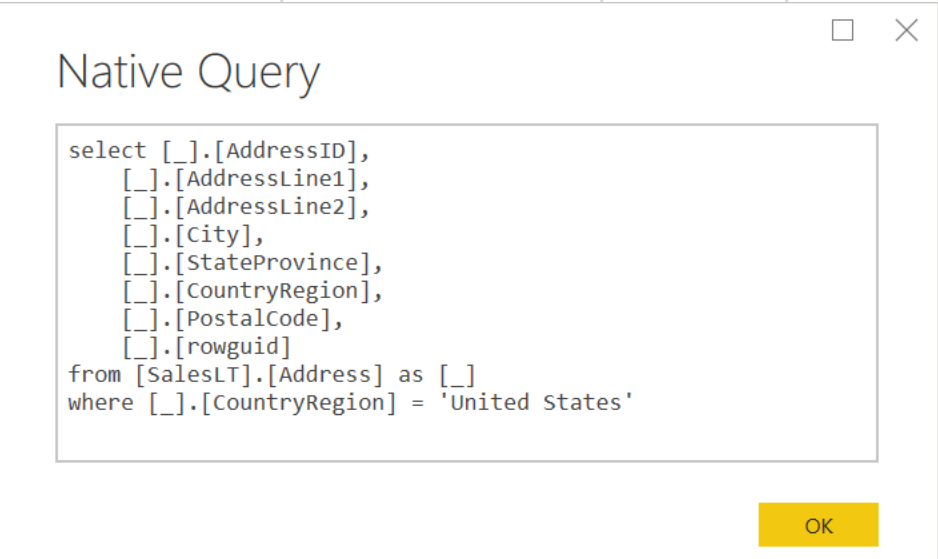 Native Query
select [_].[AddressID],
    [_].[AddressLine1],
    [_].[AddressLine2],
    [_].[City],
    [_].[StateProvince],
    [_].[CountryRegion],
    [_].[PostalCode],
    [_].[rowguid]
from [SalesLT].[Address] as [_]
where [_].[CountryRegion] = 'United States'
OK